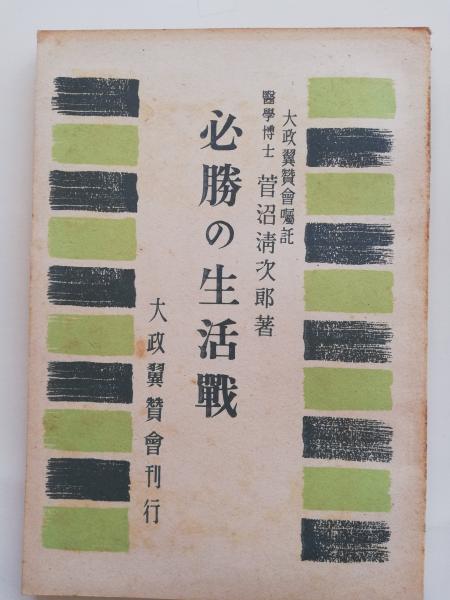 大政翼賛會囑託
醫學博士 菅沼淸次郎著
必勝の生活戰
大政翼賛會刊行